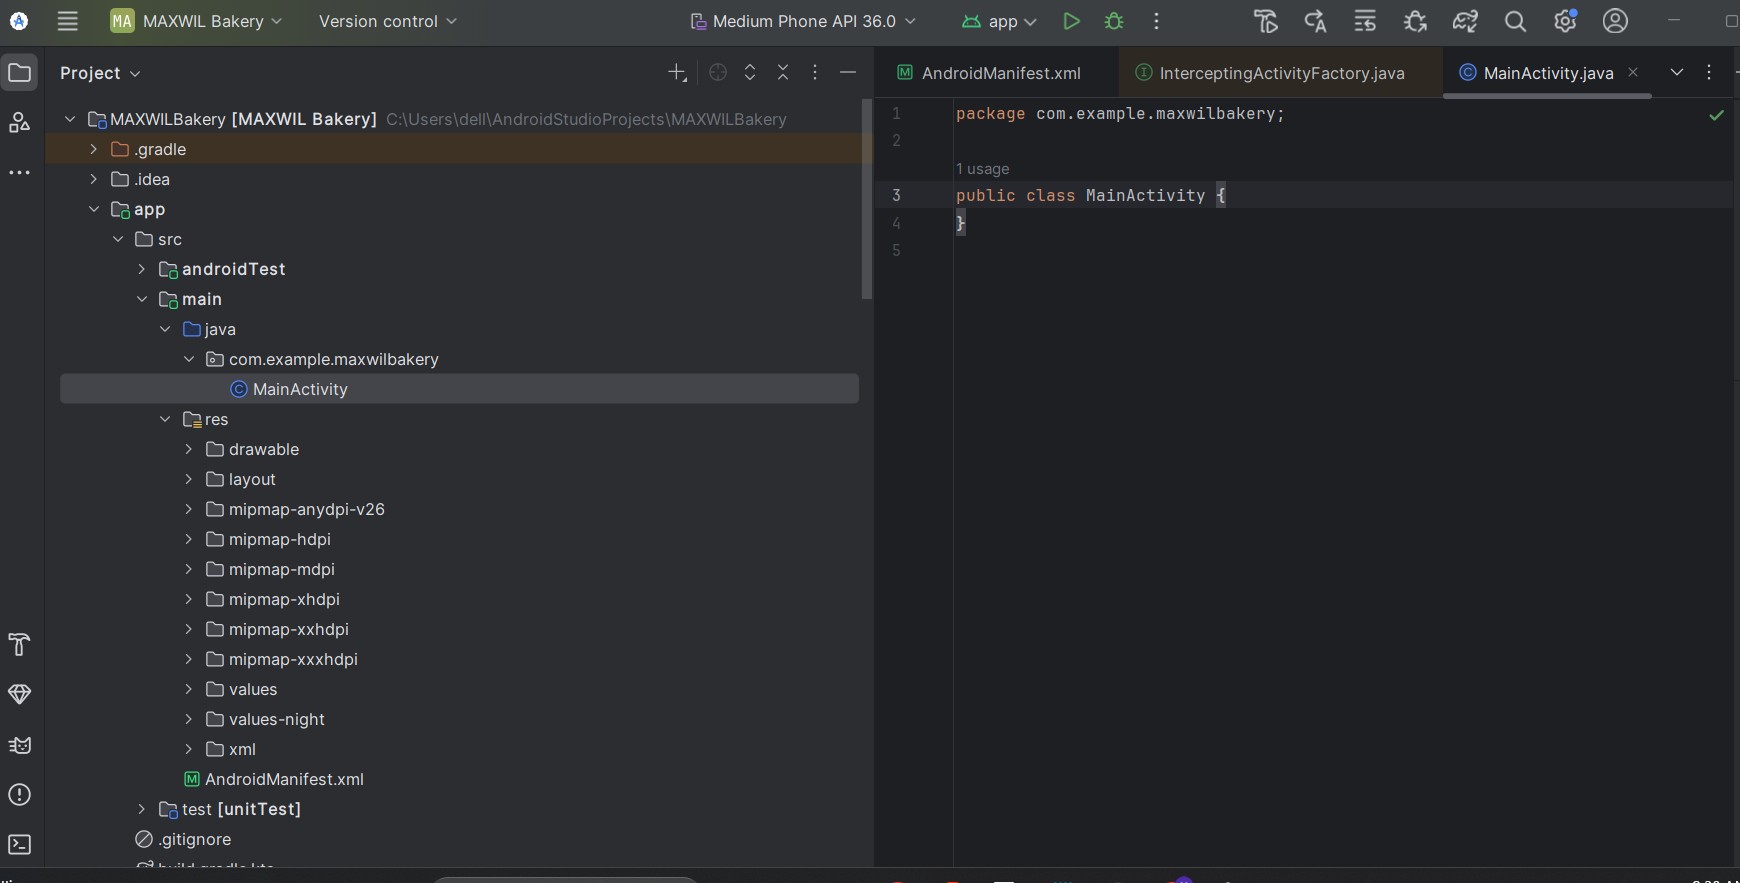 MA MAXWIL Bakery Version control Medium Phone API 36.0 app
Project
AndroidManifest.xml InterceptingActivityFactory.java MainActivity.java
MAXWILBakery [MAXWIL Bakery] C:\Users\dell\AndroidStudioProjects\MAXWILBakery
.gradle
.idea
app
src
androidTest
main
java
com.example.maxwilbakery
MainActivity
res
drawable
layout
mipmap-anydpi-v26
mipmap-hdpi
mipmap-mdpi
mipmap-xhdpi
mipmap-xxhdpi
mipmap-xxxhdpi
values
values-night
xml
AndroidManifest.xml
test [unitTest]
.gitignore
1 package com.example.maxwilbakery;
2
1 usage
3 public class MainActivity {
4 }
5